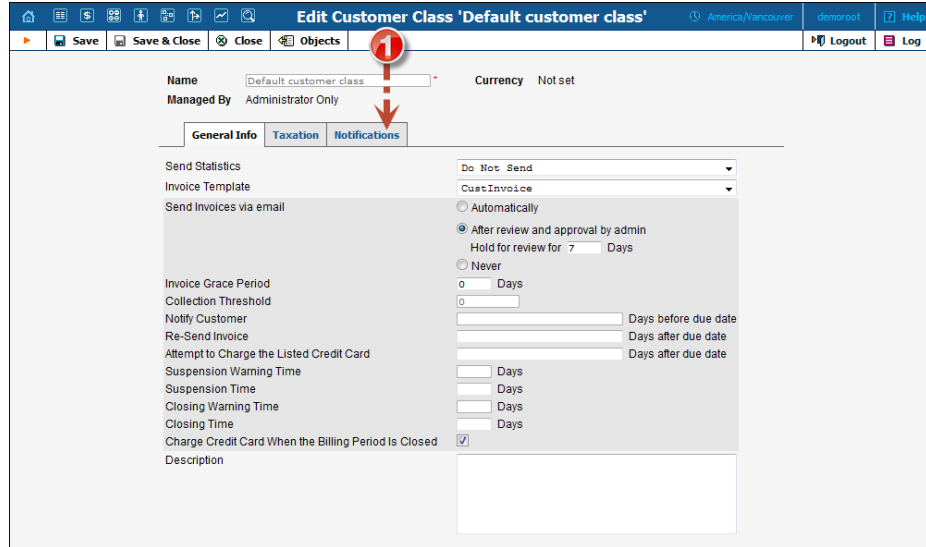 Edit Customer Class 'Default customer class' America/Vancouver demoroot ? Help
Save Save & Close Close Objects Logout Log
1
Name Default customer class * Currency Not set
Managed By Administrator Only
General Info Taxation Notifications
Send Statistics Do Not Send
Invoice Template CustInvoice
Send Invoices via email Automatically
After review and approval by admin
Hold for review for 7 Days
Never
Invoice Grace Period 0 Days
Collection Threshold 0
Notify Customer Days before due date
Re-Send Invoice Days after due date
Attempt to Charge the Listed Credit Card Days after due date
Suspension Warning Time Days
Suspension Time Days
Closing Warning Time Days
Closing Time Days
Charge Credit Card When the Billing Period Is Closed
Description